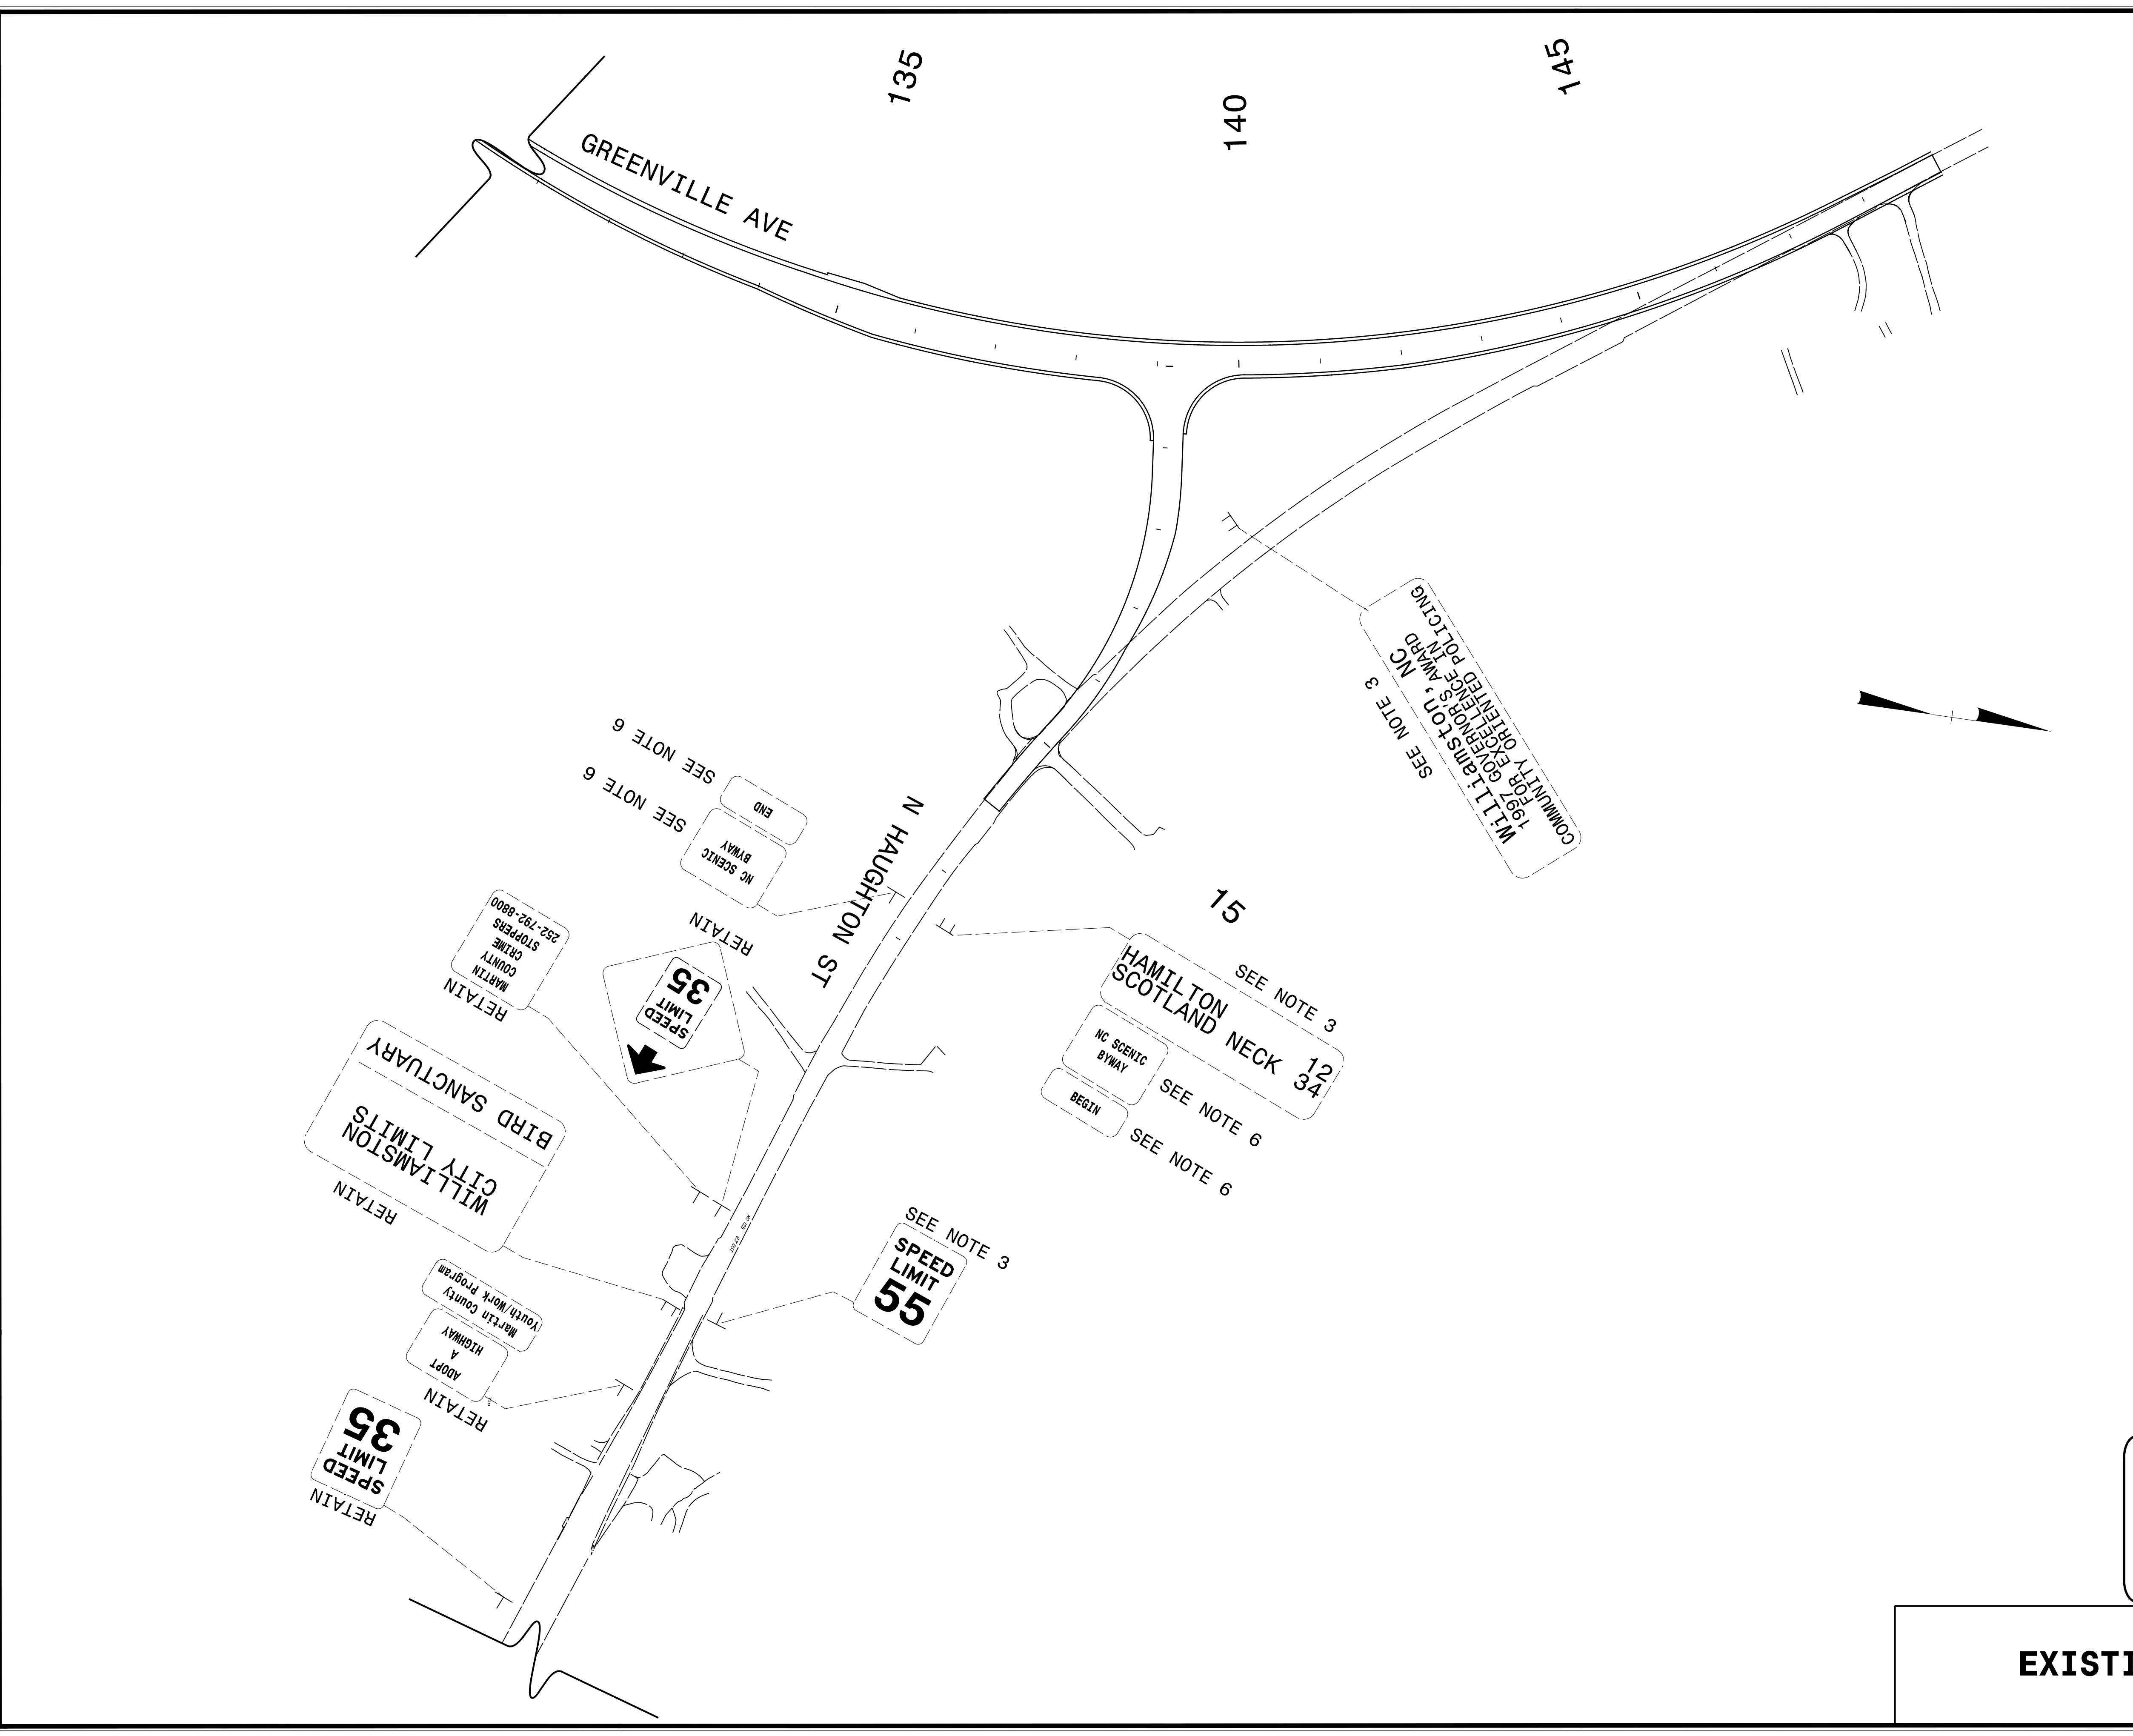 135
140
145
GREENVILLE AVE
N HAUGHTON ST
15
Williamston, NC
1997 GOVERNOR'S AWARD
FOR EXCELLENCE IN
COMMUNITY ORIENTED POLICING
SEE NOTE 3
SEE NOTE 6
END
SEE NOTE 6
NC SCENIC
BYWAY
MARTIN
COUNTY
CRIME
STOPPERS
252-792-8800
RETAIN
RETAIN
SPEED
LIMIT
35
SEE NOTE 3
HAMILTON 12
SCOTLAND NECK 34
NC SCENIC
BYWAY
SEE NOTE 6
BEGIN
SEE NOTE 6
BIRD SANCTUARY
WILLIAMSTON
CITY LIMITS
RETAIN
SEE NOTE 3
SPEED
LIMIT
55
Martin County
Youth/Work Program
ADOPT
A
HIGHWAY
RETAIN
SPEED
LIMIT
35
RETAIN
EXISTI